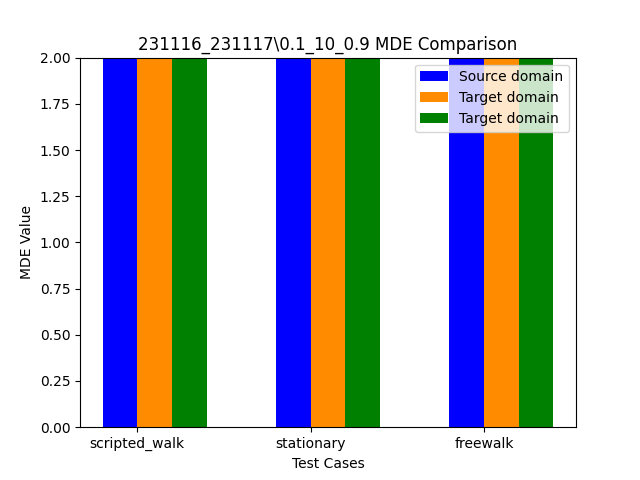 231116_231117\0.1_10_0.9 MDE Comparison
2.00
1.75
1.50
1.25
1.00
0.75
0.50
0.25
0.00
MDE Value
Source domain
Target domain
Target domain
scripted_walk
stationary
freewalk
Test Cases